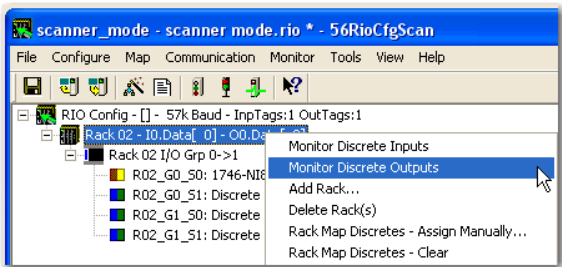 scanner_mode - scanner mode.rio * - 56RioCfgScan
File Configure Map Communication Monitor Tools View Help
RIO Config - [] - 57k Baud - InpTags:1 OutTags:1
Rack 02 - I0.Data[ 0] - O0.Da
Rack 02 I/O Grp 0->1
R02_G0_S0: 1746-NI8
R02_G0_S1: Discrete
R02_G1_S0: Discrete
R02_G1_S1: Discrete
Monitor Discrete Inputs
Monitor Discrete Outputs
Add Rack...
Delete Rack(s)
Rack Map Discretes - Assign Manually...
Rack Map Discretes - Clear